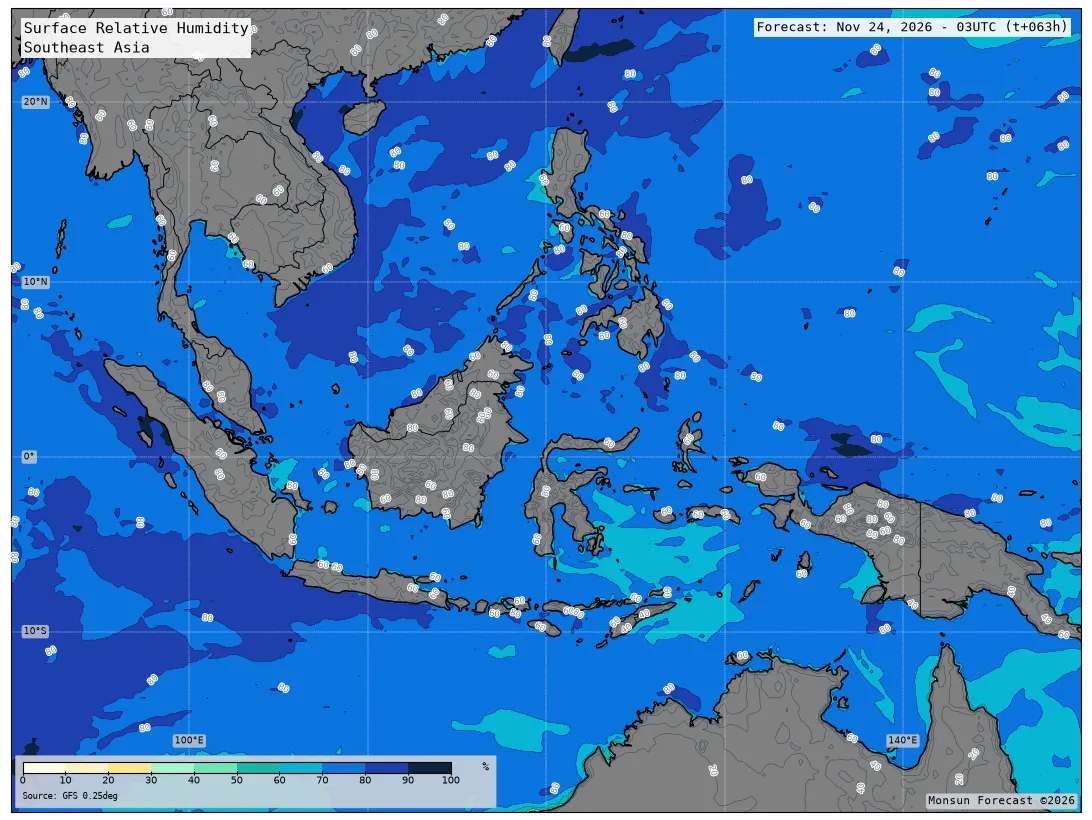 Surface Relative Humidity
Southeast Asia
Forecast: Nov 24, 2026 - 03UTC (t+063h)
20°N
10°N
0°
10°S
100°E
140°E
0 10 20 30 40 50 60 70 80 90 100 %
Source: GFS 0.25deg
Monsun Forecast ©2026